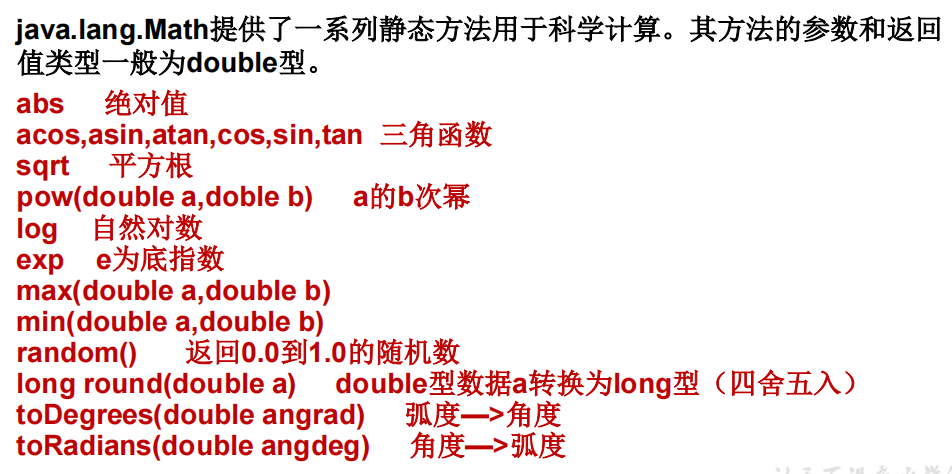 java.lang.Math提供了一系列静态方法用于科学计算。其方法的参数和返回
值类型一般为double型。
abs 绝对值
acos,asin,atan,cos,sin,tan 三角函数
sqrt 平方根
pow(double a,doble b) a的b次幂
log 自然对数
exp e为底指数
max(double a,double b)
min(double a,double b)
random() 返回0.0到1.0的随机数
long round(double a) double型数据a转换为long型（四舍五入）
toDegrees(double angrad) 弧度—>角度
toRadians(double angdeg) 角度—>弧度